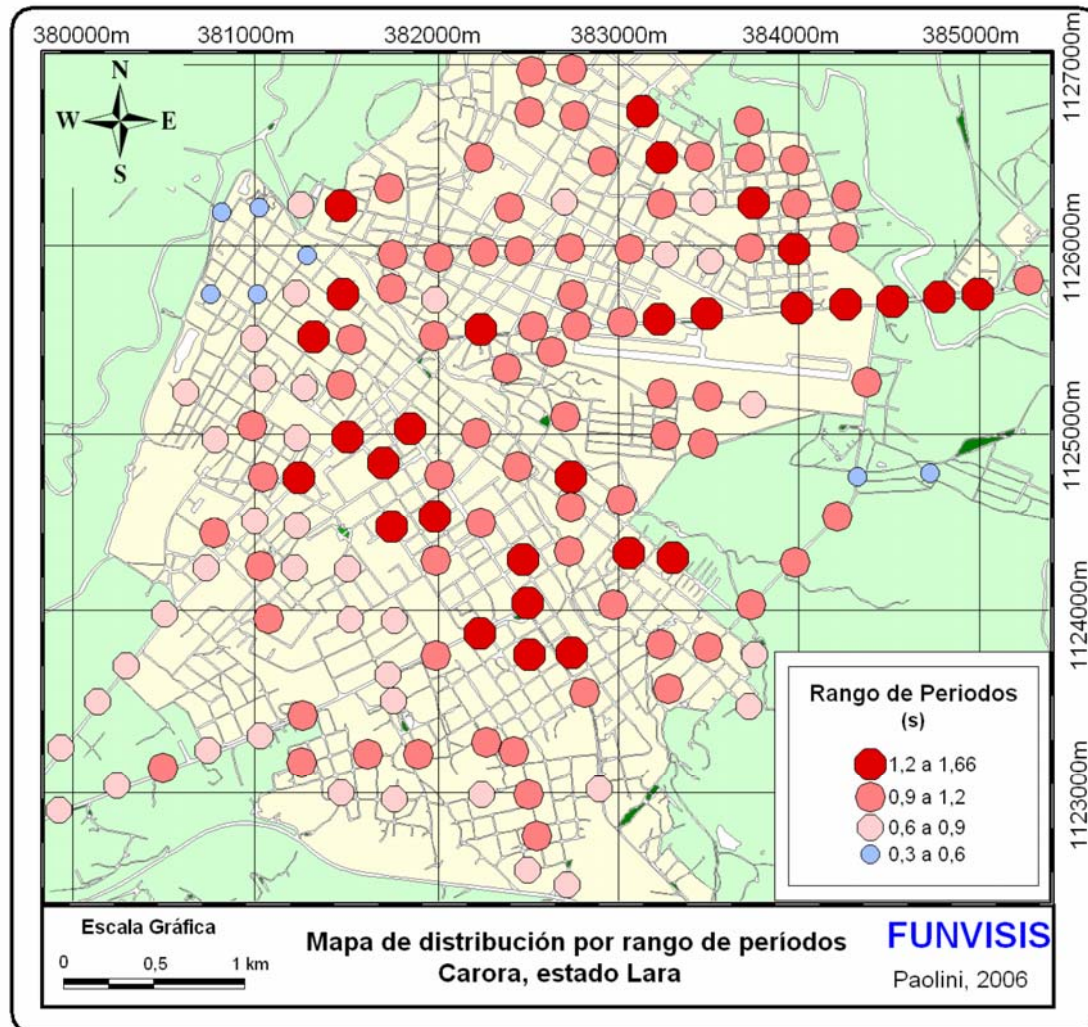 380000m 381000m 382000m 383000m 384000m 385000m
N
W E
S
1127000m
1126000m
1125000m
1124000m
1123000m
Rango de Periodos
(s)
1,2 a 1,66
0,9 a 1,2
0,6 a 0,9
0,3 a 0,6
Escala Gráfica
0 0,5 1 km
Mapa de distribución por rango de períodos
Carora, estado Lara
FUNVISIS
Paolini, 2006